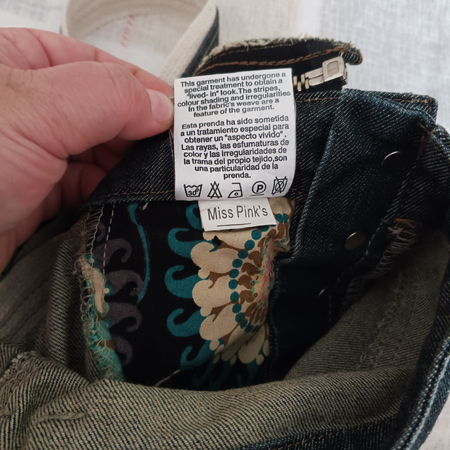 This garment has undergone a
special treatment to obtain a
"lived- in" look.The stripes,
colour shading and irregularities
in the fabric's weave are a
feature of the garment.
Esta prenda ha sido sometida
a un tratamiento especial para
obtener un "aspecto vivido".
Las rayas, las esfumaturas de
color y las irregularidades de
la trama del propio tejido,son
una particularidad de la
prenda.
30° P
Miss Pink's